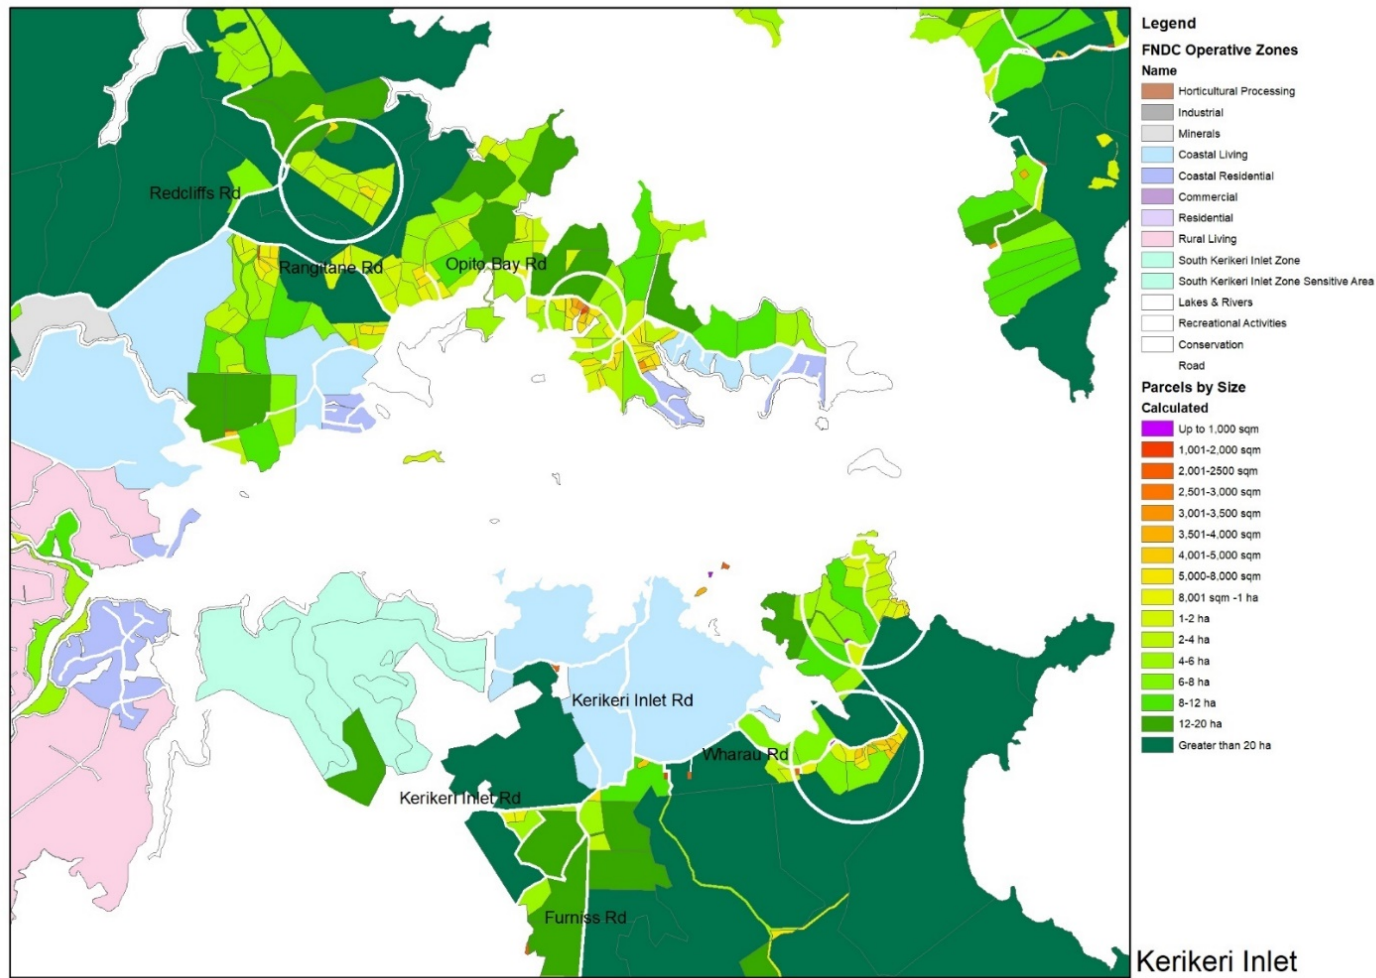 Redcliffs Rd
Rangitane Rd
Opito Bay Rd
Kerikeri Inlet Rd
Wharau Rd
Kerikeri Inlet Rd
Furniss Rd
Legend
FNDC Operative Zones
Name
Horticultural Processing
Industrial
Minerals
Coastal Living
Coastal Residential
Commercial
Residential
Rural Living
South Kerikeri Inlet Zone
South Kerikeri Inlet Zone Sensitive Area
Lakes & Rivers
Recreational Activities
Conservation
Road
Parcels by Size
Calculated
Up to 1,000 sqm
1,001-2,000 sqm
2,001-2500 sqm
2,501-3,000 sqm
3,001-3,500 sqm
3,501-4,000 sqm
4,001-5,000 sqm
5,000-8,000 sqm
8,001 sqm -1 ha
1-2 ha
2-4 ha
4-6 ha
6-8 ha
8-12 ha
12-20 ha
Greater than 20 ha
Kerikeri Inlet